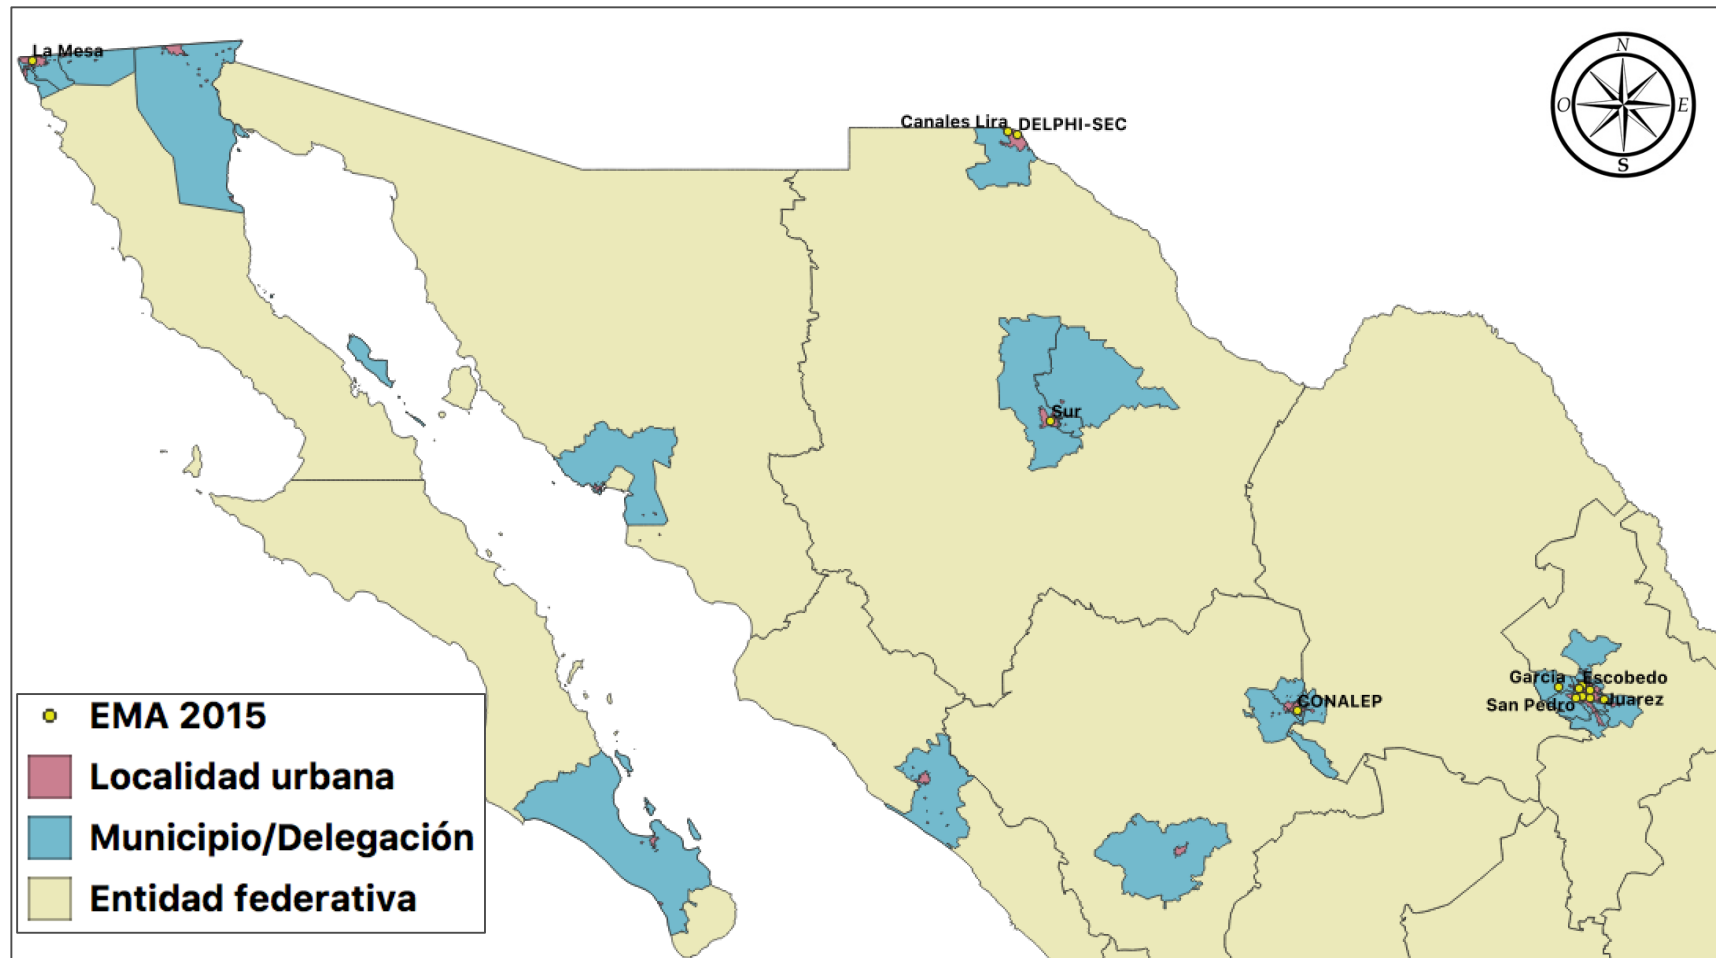 La Mesa
N
O
E
S
Canales Lira
DELPHI-SEC
Sur
Garcia
Escobedo
San Pedro
Juarez
CONALEP
EMA 2015
Localidad urbana
Municipio/Delegación
Entidad federativa